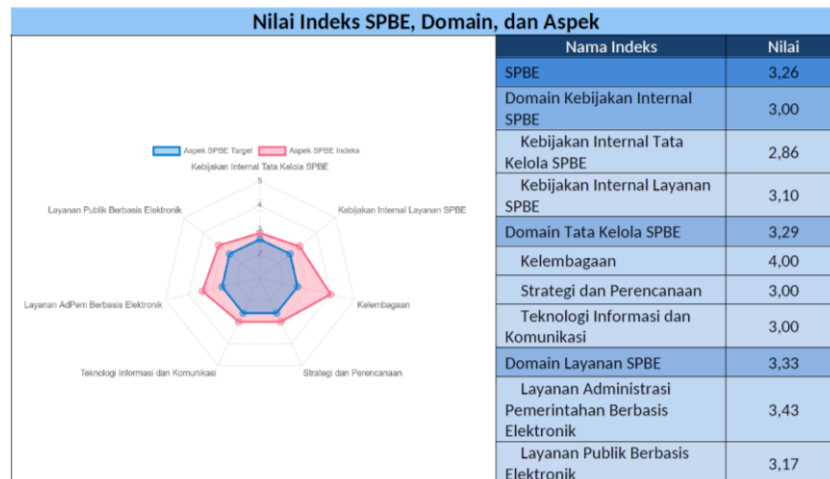 Nilai Indeks SPBE, Domain, dan Aspek
Aspek SPBE Target
Aspek SPBE Indeks
Kebijakan Internal Tata Kelola SPBE
5
4
3
2
Kebijakan Internal Layanan SPBE
Kelembagaan
Strategi dan Perencanaan
Teknologi Informasi dan Komunikasi
Layanan AdPem Berbasis Elektronik
Layanan Publik Berbasis Elektronik
Nama Indeks Nilai
SPBE 3,26
Domain Kebijakan Internal
SPBE 3,00
Kebijakan Internal Tata
Kelola SPBE 2,86
Kebijakan Internal Layanan
SPBE 3,10
Domain Tata Kelola SPBE 3,29
Kelembagaan 4,00
Strategi dan Perencanaan 3,00
Teknologi Informasi dan
Komunikasi 3,00
Domain Layanan SPBE 3,33
Layanan Administrasi
Pemerintahan Berbasis 3,43
Elektronik
Layanan Publik Berbasis
Elektronik 3,17